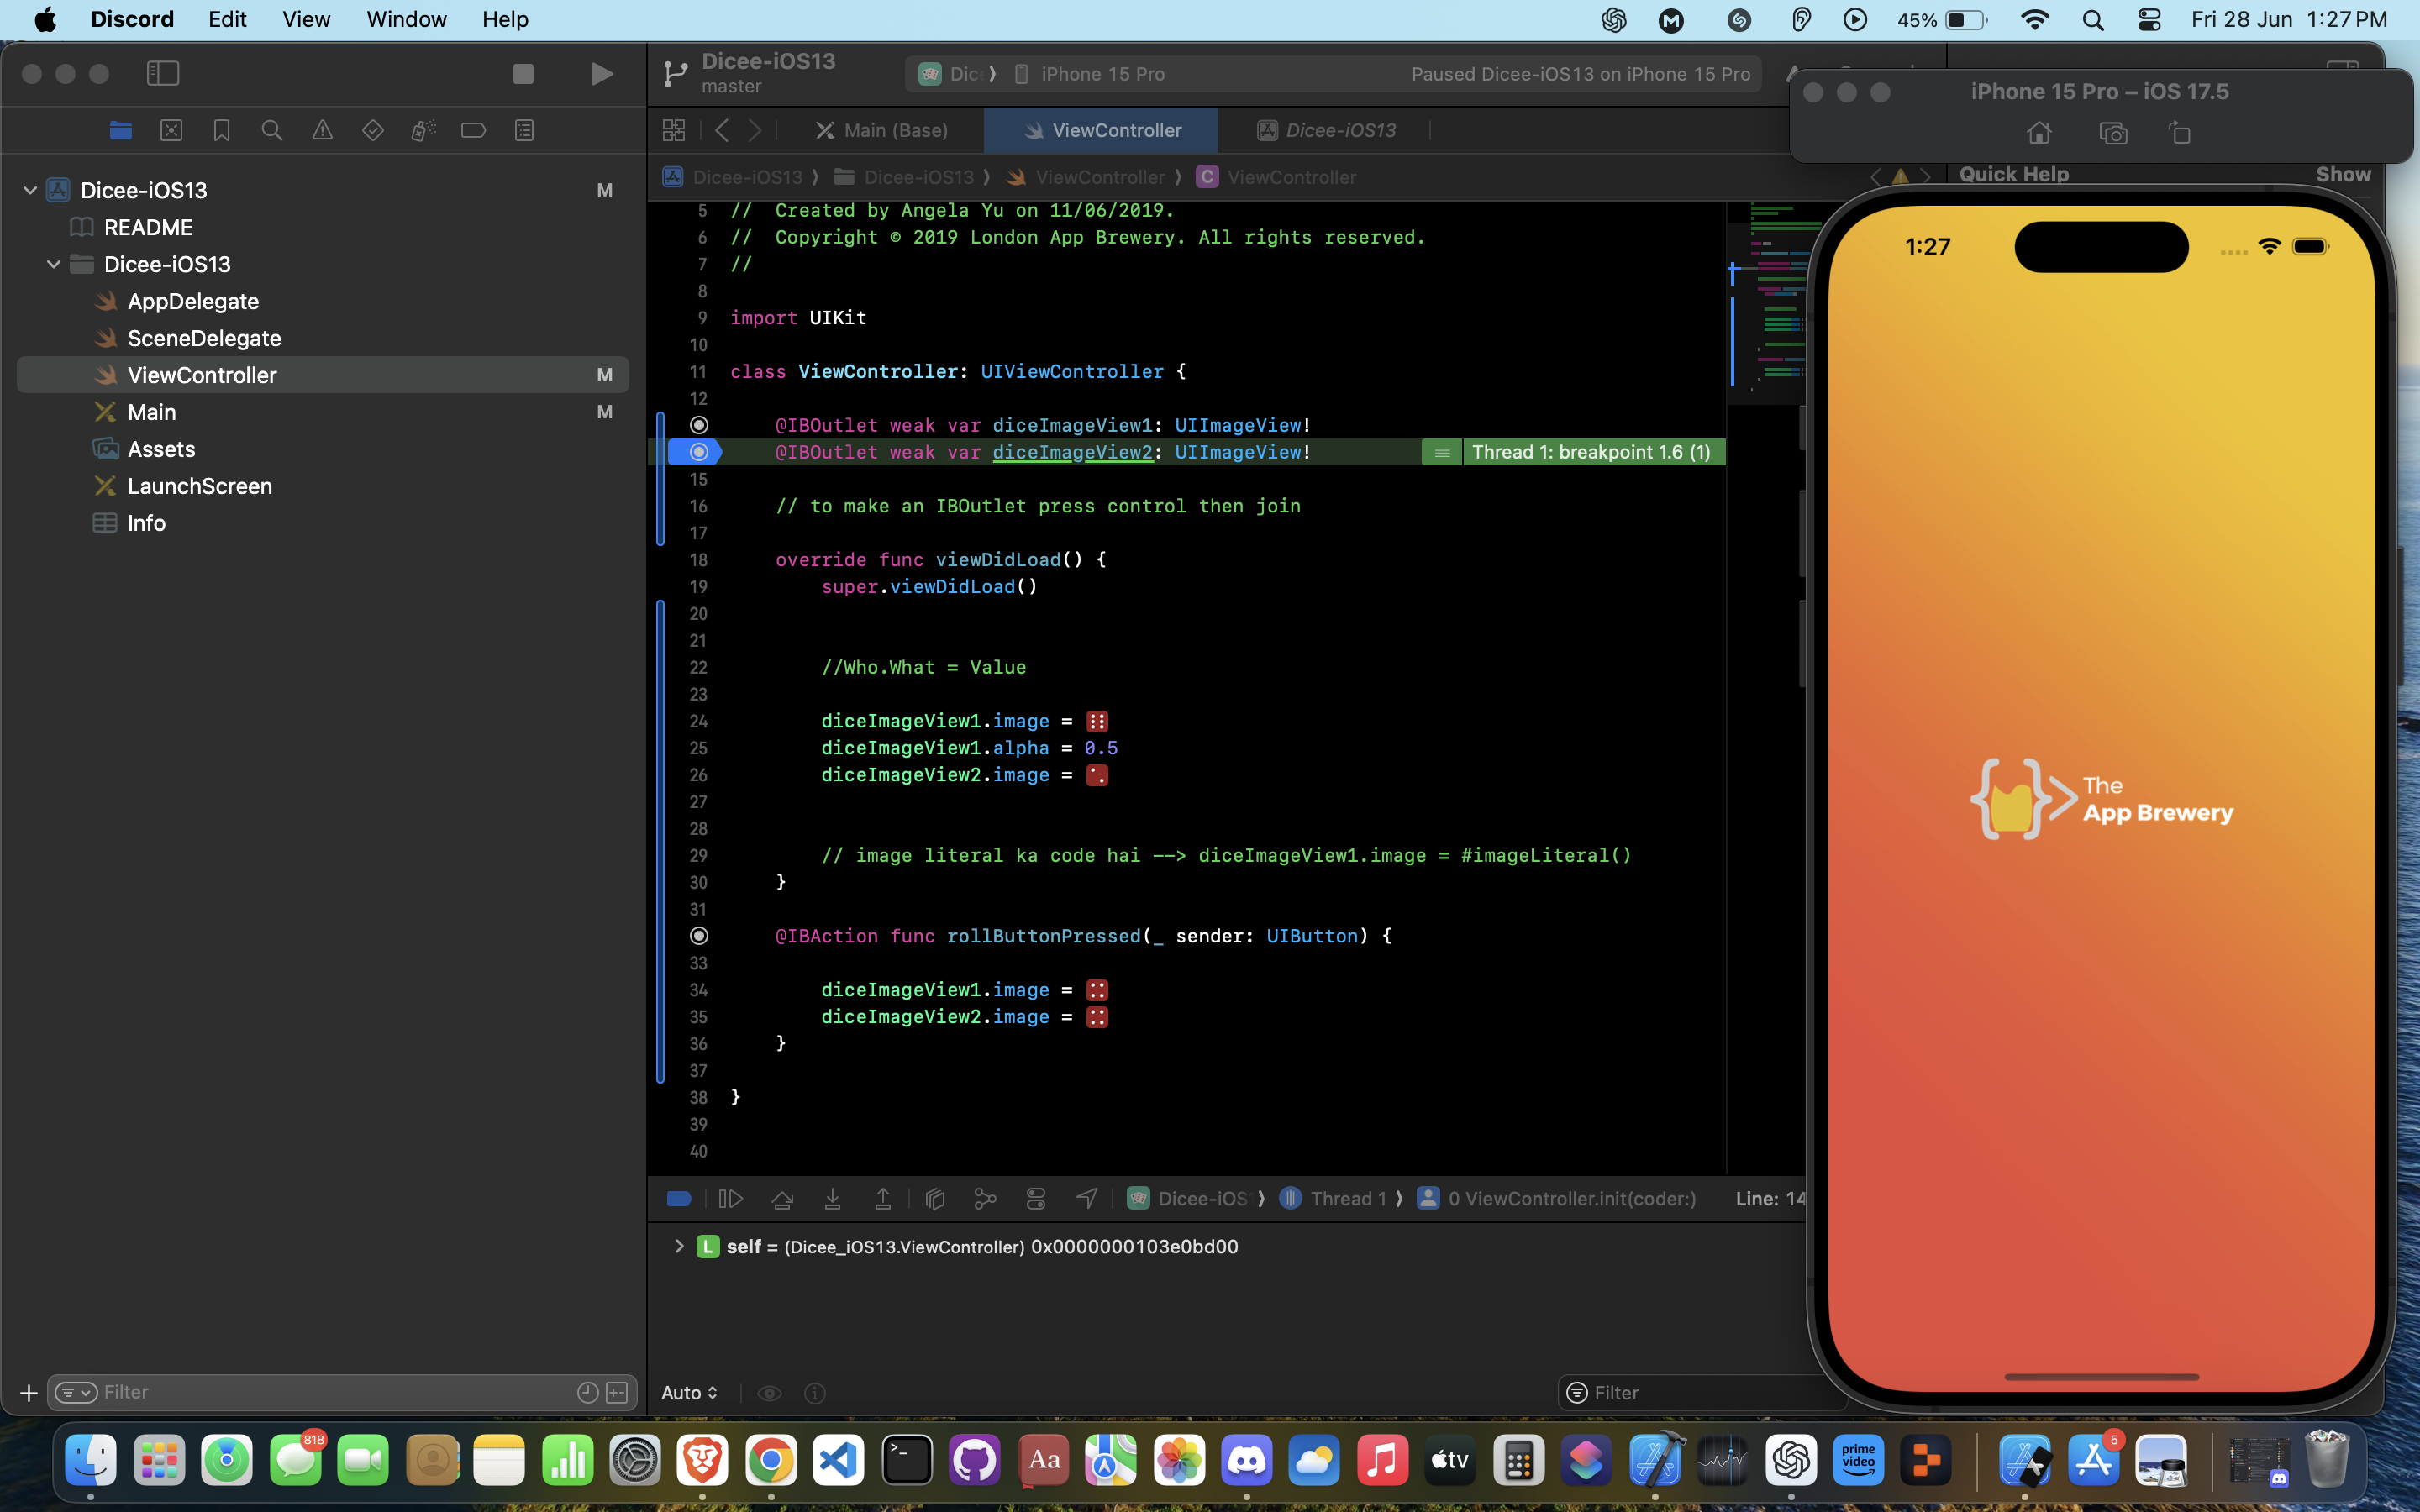 Discord Edit View Window Help 45% Fri 28 Jun 1:27 PM
Dicee-iOS13
master
Dic iPhone 15 Pro Paused Dicee-iOS13 on iPhone 15 Pro
iPhone 15 Pro – iOS 17.5
Main (Base) ViewController Dicee-iOS13
Dicee-iOS13 Dicee-iOS13 ViewController C ViewController
Quick Help Show
Dicee-iOS13 M
README
Dicee-iOS13
AppDelegate
SceneDelegate
ViewController M
Main M
Assets
LaunchScreen
Info
5 // Created by Angela Yu on 11/06/2019.
6 // Copyright © 2019 London App Brewery. All rights reserved.
7 //
8
9 import UIKit
10
11 class ViewController: UIViewController {
12
@IBOutlet weak var diceImageView1: UIImageView!
@IBOutlet weak var diceImageView2: UIImageView! Thread 1: breakpoint 1.6 (1)
15
16 // to make an IBOutlet press control then join
17
18 override func viewDidLoad() {
19 super.viewDidLoad()
20
21
22 //Who.What = Value
23
24 diceImageView1.image =
25 diceImageView1.alpha = 0.5
26 diceImageView2.image =
27
28
29 // image literal ka code hai --> diceImageView1.image = #imageLiteral()
30 }
31
@IBAction func rollButtonPressed(_ sender: UIButton) {
33
34 diceImageView1.image =
35 diceImageView2.image =
36 }
37
38 }
39
40
Dicee-iOS Thread 1 0 ViewController.init(coder:) Line: 14
L self = (Dicee_iOS13.ViewController) 0x0000000103e0bd00
Filter
Auto
Filter
1:27
The
App Brewery
818
Aa
tv
prime
video
5